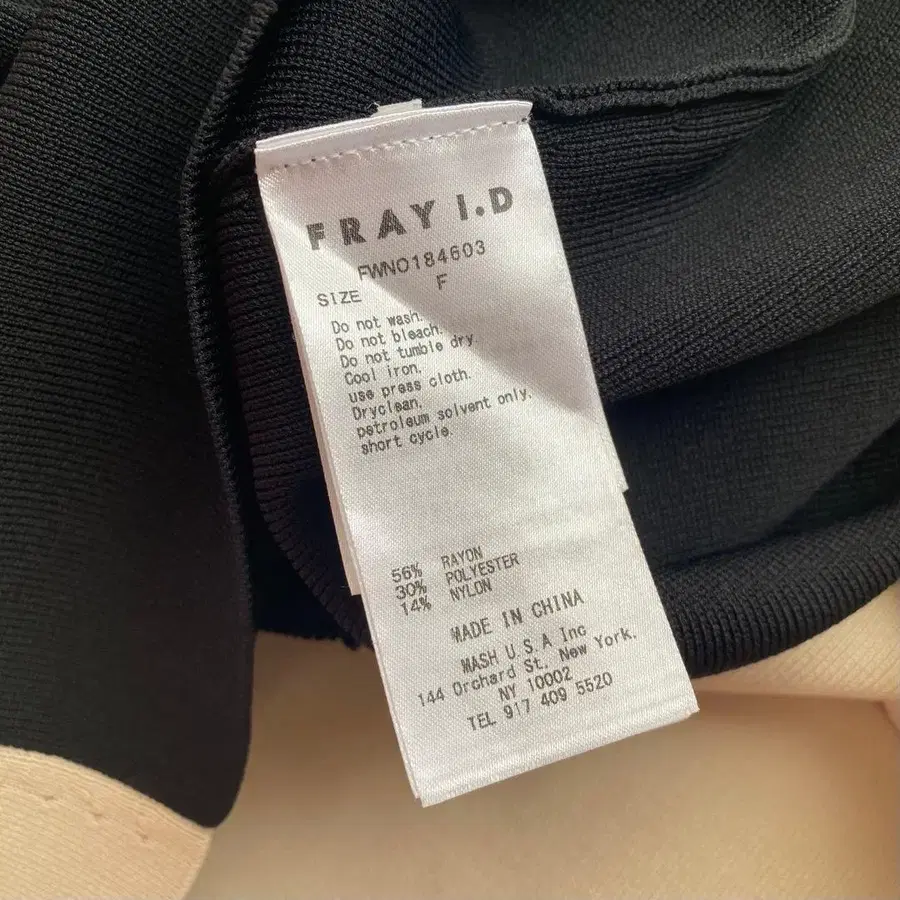 FRAY I.D
FWNO184603
SIZE F
Do not wash.
Do not bleach.
Do not tumble dry.
Cool iron.
use press cloth.
Dryclean.
petroleum solvent only.
short cycle.
56% RAYON
30% POLYESTER
14% NYLON
MADE IN CHINA
MASH U S A Inc
144 Orchard St. New York.
NY 10002
TEL 917 409 5520